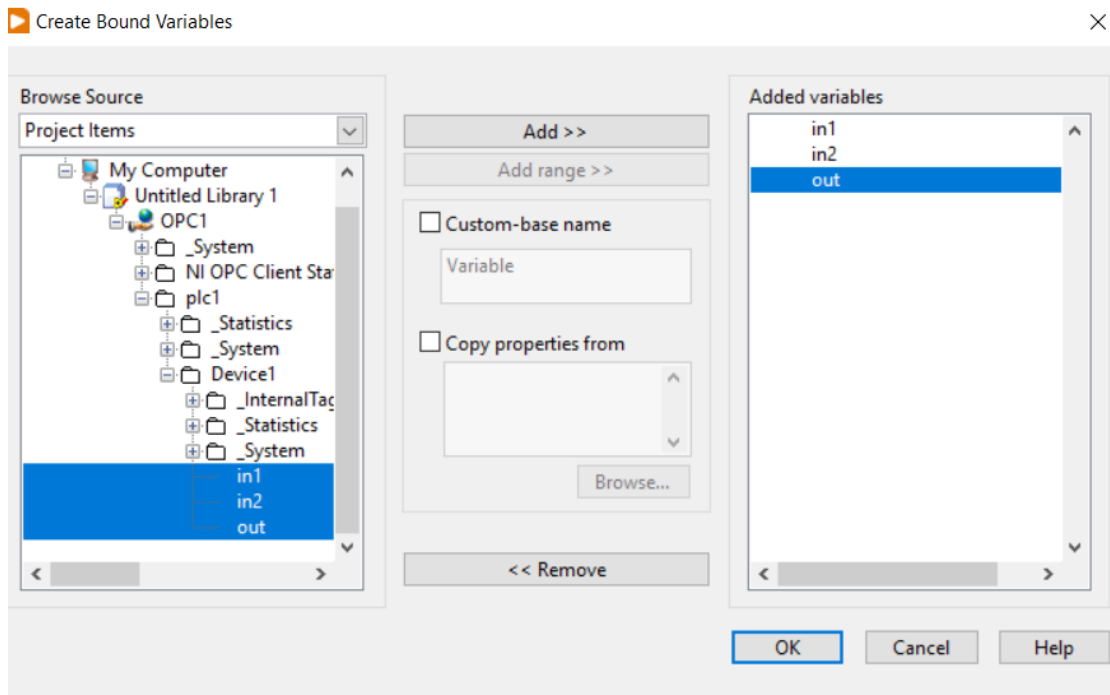 Create Bound Variables
Browse Source
Project Items
My Computer
Untitled Library 1
OPC1
_System
NI OPC Client Sta
plc1
_Statistics
_System
Device1
_InternalTag
_Statistics
_System
in1
in2
out
Add >>
Add range >>
Custom-base name
Variable
Copy properties from
Browse...
<< Remove
Added variables
in1
in2
out
OK
Cancel
Help